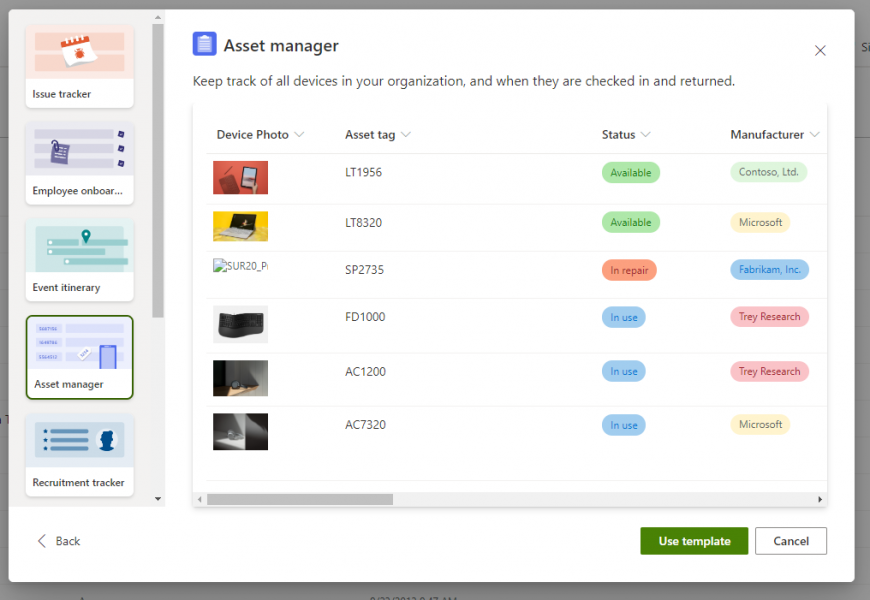 Asset manager
Keep track of all devices in your organization, and when they are checked in and returned.
Issue tracker
Employee onboar...
Event itinerary
Asset manager
Recruitment tracker
Device Photo Asset tag Status Manufacturer
LT1956 Available Contoso, Ltd.
LT8320 Available Microsoft
SUR20_Pr SP2735 In repair Fabrikam, Inc.
FD1000 In use Trey Research
AC1200 In use Trey Research
AC7320 In use Microsoft
Back
Use template Cancel